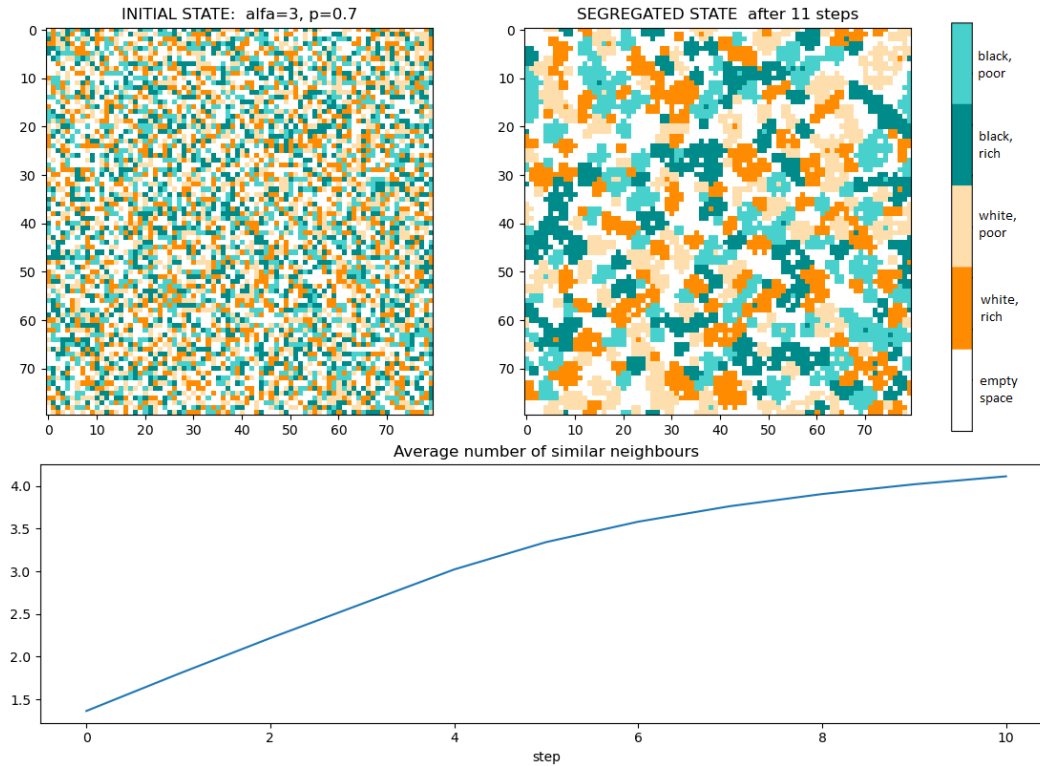 INITIAL STATE:  alfa=3, p=0.7
SEGREGATED STATE  after 11 steps
0
10
20
30
40
50
60
70
0 10 20 30 40 50 60 70
0
10
20
30
40
50
60
70
0 10 20 30 40 50 60 70
black,
poor
black,
rich
white,
poor
white,
rich
empty
space
Average number of similar neighbours
4.0
3.5
3.0
2.5
2.0
1.5
0 2 4 6 8 10
step